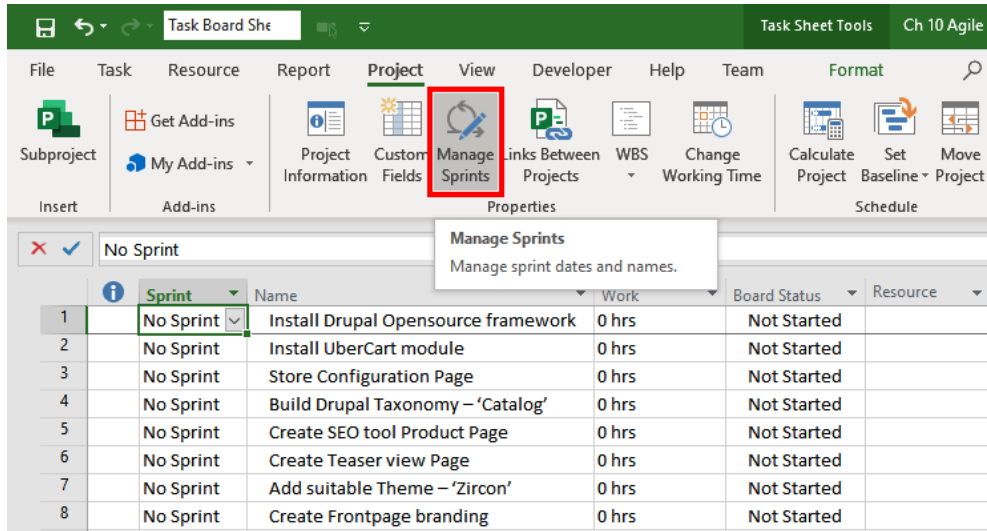 Task Board She
Task Sheet Tools
Ch 10 Agile
File Task Resource Report Project View Developer Help Team Format
Subproject
Get Add-ins
My Add-ins
Project Information
Custom Fields
Manage Sprints
Links Between Projects
WBS
Change Working Time
Calculate Project
Set Baseline
Move Project
Insert Add-ins Properties Schedule
No Sprint
Manage Sprints
Manage sprint dates and names.
Sprint Name Work Board Status Resource
1 No Sprint Install Drupal Opensource framework 0 hrs Not Started
2 No Sprint Install UberCart module 0 hrs Not Started
3 No Sprint Store Configuration Page 0 hrs Not Started
4 No Sprint Build Drupal Taxonomy – ‘Catalog’ 0 hrs Not Started
5 No Sprint Create SEO tool Product Page 0 hrs Not Started
6 No Sprint Create Teaser view Page 0 hrs Not Started
7 No Sprint Add suitable Theme – ‘Zircon’ 0 hrs Not Started
8 No Sprint Create Frontpage branding 0 hrs Not Started